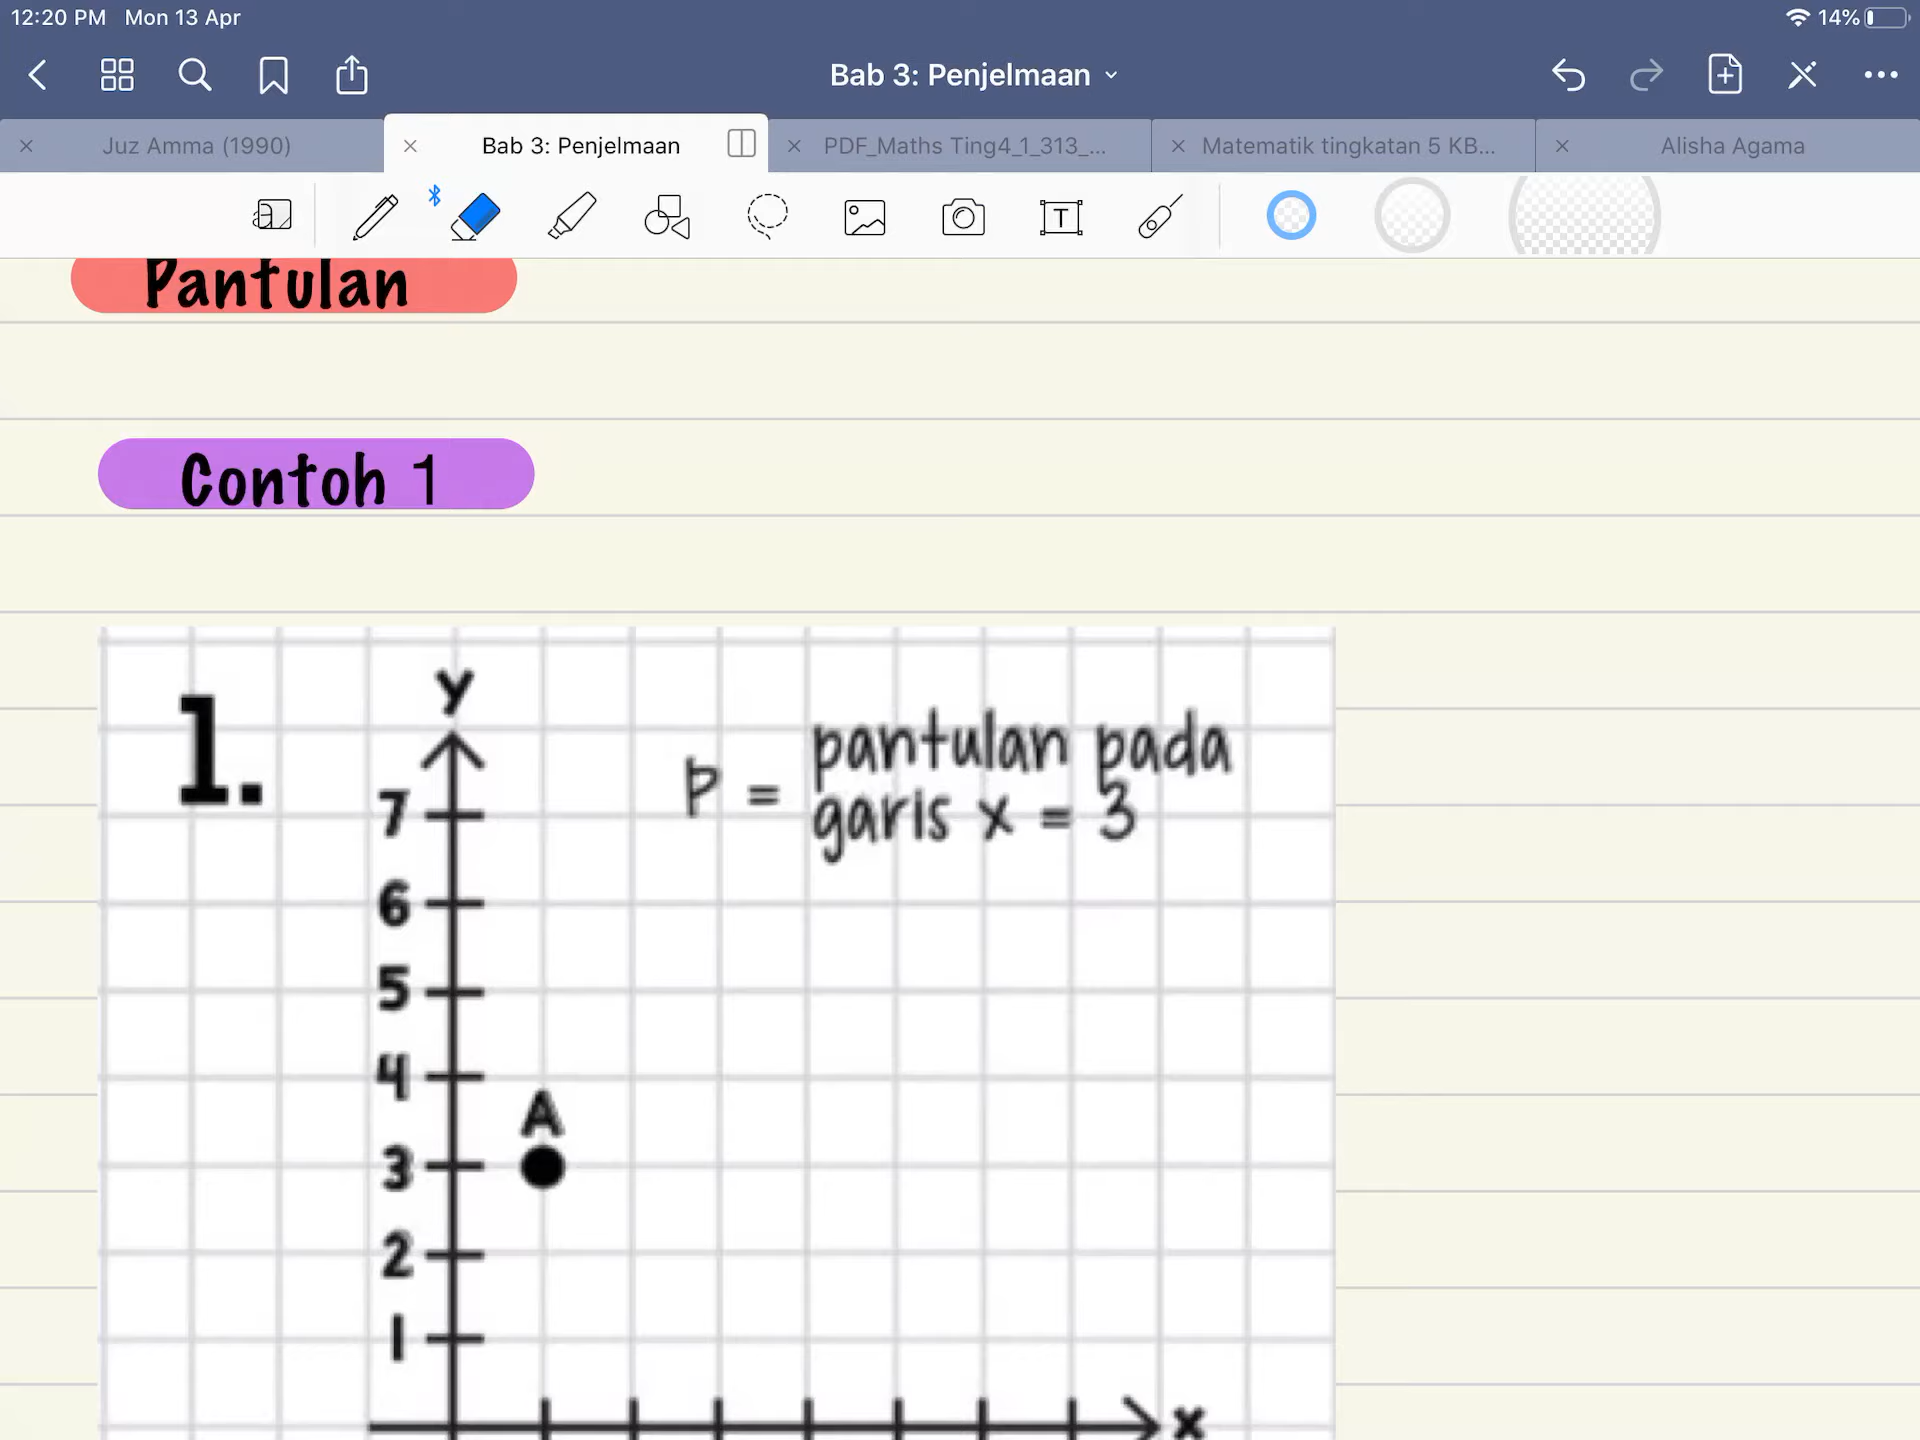 12:20 PM Mon 13 Apr 14%
Bab 3: Penjelmaan
Juz Amma (1990) Bab 3: Penjelmaan PDF_Maths Ting4_1_313_... Matematik tingkatan 5 KB... Alisha Agama
T
Pantulan
Contoh 1
1.
y
P = pantulan pada
garis x = 3
7
6
5
4
A
3
2
1
x